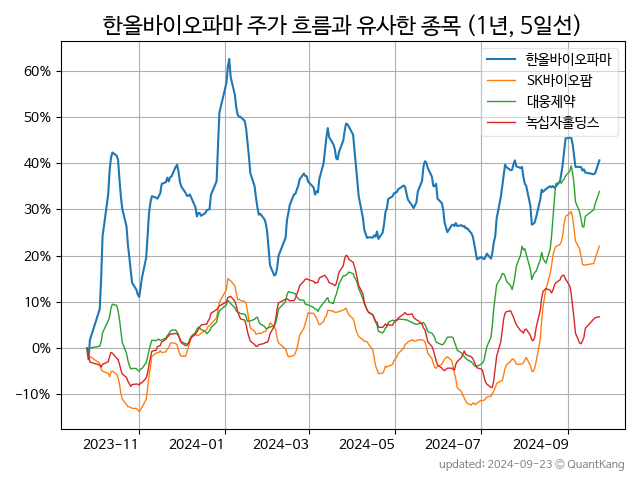 한올바이오파마 주가 흐름과 유사한 종목 (1년, 5일선)
한올바이오파마
SK바이오팜
대웅제약
녹십자홀딩스
60%
50%
40%
30%
20%
10%
0%
−10%
2023-11
2024-01
2024-03
2024-05
2024-07
2024-09
updated: 2024-09-23 © QuantKang